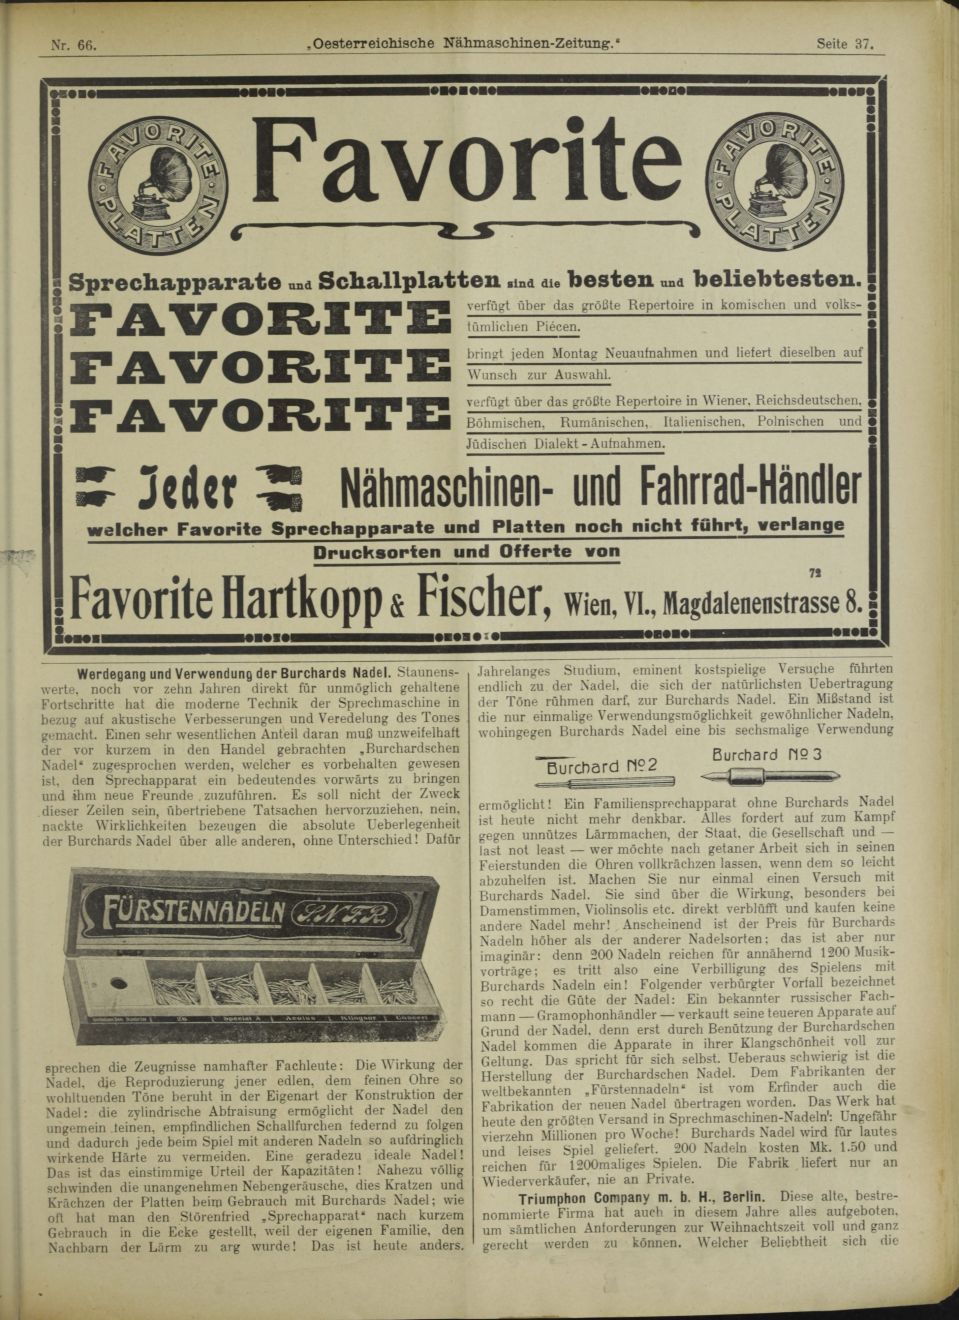 Nr. 66.
„Oesterreichische Nähmaschinen-Zeitung.“
Seite 37.
FAVORITE PLATTEN
Favorite
FAVORITE PLATTEN
Sprechapparate und Schallplatten sind die besten und beliebtesten.
FAVORITE verfügt über das größte Repertoire in komischen und volks-
tümlichen Piécen.
FAVORITE bringt jeden Montag Neuaufnahmen und liefert dieselben auf
Wunsch zur Auswahl.
FAVORITE verfügt über das größte Repertoire in Wiener, Reichsdeutschen,
Böhmischen, Rumänischen, Italienischen, Polnischen und
Jüdischen Dialekt-Aufnahmen.
Jeder Nähmaschinen- und Fahrrad-Händler
welcher Favorite Sprechapparate und Platten noch nicht führt, verlange
Drucksorten und Offerte von
72
Favorite Hartkopp & Fischer, Wien, VI., Magdalenenstrasse 8.
Werdegang und Verwendung der Burchards Nadel. Staunens-
werte, noch vor zehn Jahren direkt für unmöglich gehaltene
Fortschritte hat die moderne Technik der Sprechmaschine in
bezug auf akustische Verbesserungen und Veredelung des Tones
gemacht. Einen sehr wesentlichen Anteil daran muß unzweifelhaft
der vor kurzem in den Handel gebrachten „Burchardschen
Nadel“ zugesprochen werden, welcher es vorbehalten gewesen
ist, den Sprechapparat ein bedeutendes vorwärts zu bringen
und ihm neue Freunde zuzuführen. Es soll nicht der Zweck
dieser Zeilen sein, übertriebene Tatsachen hervorzuziehen, nein,
nackte Wirklichkeiten bezeugen die absolute Ueberlegenheit
der Burchards Nadel über alle anderen, ohne Unterschied! Dafür
FÜRSTENNADELN
Special A Aeolus Klingsor Concert
sprechen die Zeugnisse namhafter Fachleute: Die Wirkung der
Nadel, die Reproduzierung jener edlen, dem feinen Ohre so
wohltuenden Töne beruht in der Eigenart der Konstruktion der
Nadel: die zylindrische Abfraisung ermöglicht der Nadel den
ungemein feinen, empfindlichen Schallfurchen federnd zu folgen
und dadurch jede beim Spiel mit anderen Nadeln so aufdringlich
wirkende Härte zu vermeiden. Eine geradezu ideale Nadel!
Das ist das einstimmige Urteil der Kapazitäten! Nahezu völlig
schwinden die unangenehmen Nebengeräusche, dies Kratzen und
Krächzen der Platten beim Gebrauch mit Burchards Nadel; wie
oft hat man den Störenfried „Sprechapparat“ nach kurzem
Gebrauch in die Ecke gestellt, weil der eigenen Familie, den
Nachbarn der Lärm zu arg wurde! Das ist heute anders.
Jahrelanges Studium, eminent kostspielige Versuche führten
endlich zu der Nadel, die sich der natürlichsten Uebertragung
der Töne rühmen darf, zur Burchards Nadel. Ein Mißstand ist
die nur einmalige Verwendungsmöglichkeit gewöhnlicher Nadeln,
wohingegen Burchards Nadel eine bis sechsmalige Verwendung
Burchard No 2
Burchard No 3
ermöglicht! Ein Familiensprechapparat ohne Burchards Nadel
ist heute nicht mehr denkbar. Alles fordert auf zum Kampf
gegen unnützes Lärmmachen, der Staat, die Gesellschaft und —
last not least — wer möchte nach getaner Arbeit sich in seinen
Feierstunden die Ohren vollkrächzen lassen, wenn dem so leicht
abzuhelfen ist. Machen Sie nur einmal einen Versuch mit
Burchards Nadel. Sie sind über die Wirkung, besonders bei
Damenstimmen, Violinsolis etc. direkt verblüfft und kaufen keine
andere Nadel mehr! Anscheinend ist der Preis für Burchards
Nadeln höher als der anderer Nadelsorten; das ist aber nur
imaginär: denn 200 Nadeln reichen für annähernd 1200 Musik-
vorträge; es tritt also eine Verbilligung des Spielens mit
Burchards Nadeln ein! Folgender verbürgter Vorfall bezeichnet
so recht die Güte der Nadel: Ein bekannter russischer Fach-
mann — Gramophonhändler — verkauft seine teueren Apparate auf
Grund der Nadel, denn erst durch Benützung der Burchardschen
Nadel kommen die Apparate in ihrer Klangschönheit voll zur
Geltung. Das spricht für sich selbst. Ueberaus schwierig ist die
Herstellung der Burchardschen Nadel. Dem Fabrikanten der
weltbekannten „Fürstennadeln“ ist vom Erfinder auch die
Fabrikation der neuen Nadel übertragen worden. Das Werk hat
heute den größten Versand in Sprechmaschinen-Nadeln: Ungefähr
vierzehn Millionen pro Woche! Burchards Nadel wird für lautes
und leises Spiel geliefert. 200 Nadeln kosten Mk. 1.50 und
reichen für 1200maliges Spielen. Die Fabrik liefert nur an
Wiederverkäufer, nie an Private.
Triumphon Company m. b. H., Berlin. Diese alte, bestre-
nommierte Firma hat auch in diesem Jahre alles aufgeboten,
um sämtlichen Anforderungen zur Weihnachtszeit voll und ganz
gerecht werden zu können. Welcher Beliebtheit sich die